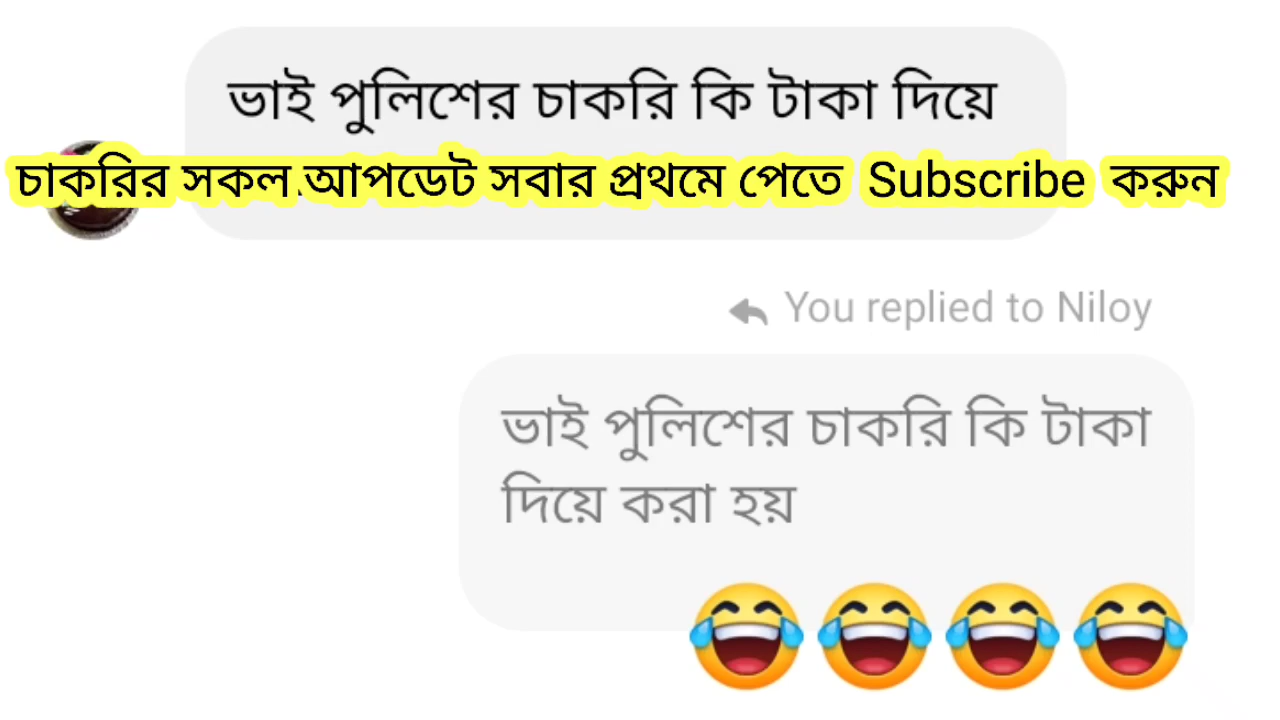 ভাই পুলিশের চাকরি কি টাকা দিয়ে
চাকরির সকল আপডেট সবার প্রথমে পেতে Subscribe করুন
You replied to Niloy
ভাই পুলিশের চাকরি কি টাকা
দিয়ে করা হয়
😂😂😂😂